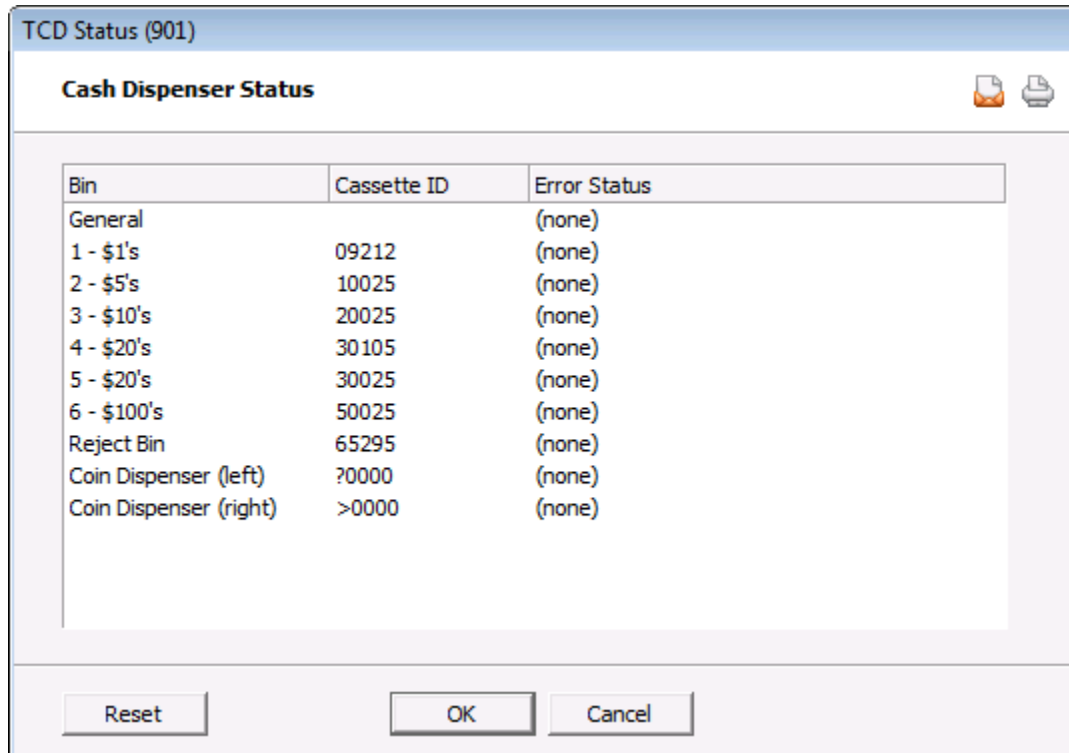 TCD Status (901)
Cash Dispenser Status
Bin Cassette ID Error Status
General (none)
1 - $1's 09212 (none)
2 - $5's 10025 (none)
3 - $10's 20025 (none)
4 - $20's 30105 (none)
5 - $20's 30025 (none)
6 - $100's 50025 (none)
Reject Bin 65295 (none)
Coin Dispenser (left) ?0000 (none)
Coin Dispenser (right) >0000 (none)
Reset OK Cancel